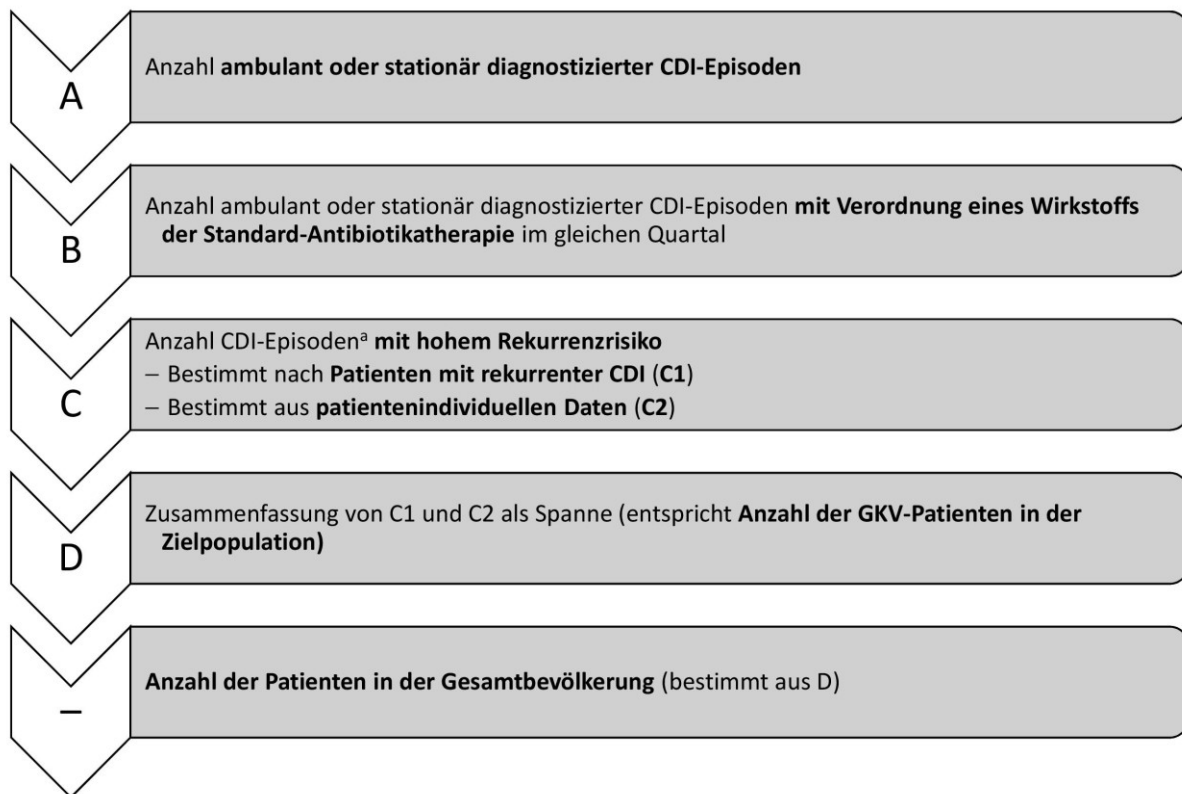 A
Anzahl ambulant oder stationär diagnostizierter CDI-Episoden
B
Anzahl ambulant oder stationär diagnostizierter CDI-Episoden mit Verordnung eines Wirkstoffs
der Standard-Antibiotikatherapie im gleichen Quartal
C
Anzahl CDI-Episodenᵃ mit hohem Rekurrenzrisiko
– Bestimmt nach Patienten mit rekurrenter CDI (C1)
– Bestimmt aus patientenindividuellen Daten (C2)
D
Zusammenfassung von C1 und C2 als Spanne (entspricht Anzahl der GKV-Patienten in der
Zielpopulation)
–
Anzahl der Patienten in der Gesamtbevölkerung (bestimmt aus D)